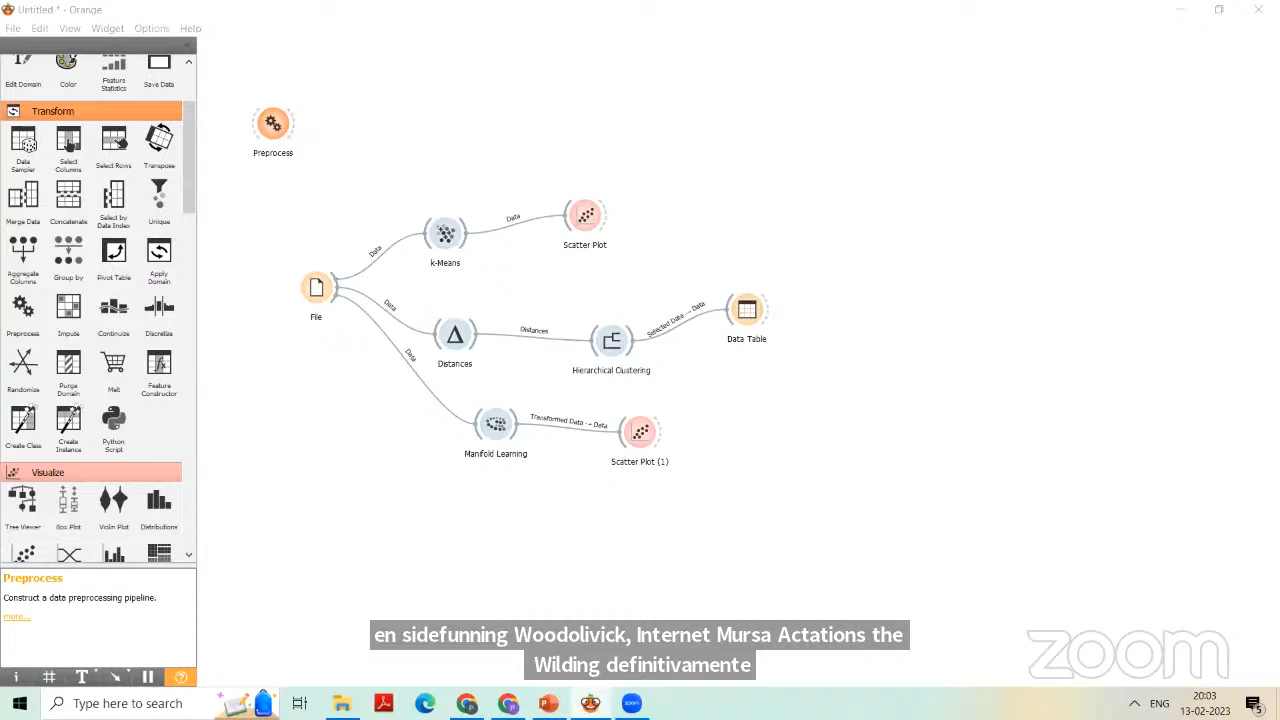 Untitled * - Orange
File Edit View Widget Options Help
Edit Domain Color Feature Statistics Save Data
Transform
Data Sampler Select Columns Select Rows Transpose
Merge Data Concatenate Select by Data Index Unique
Aggregate Columns Group by Pivot Table Apply Domain
Preprocess Impute Continuize Discretize
Randomize Purge Domain Melt Feature Constructor
Create Class Create Instance Python Script
Visualize
Tree Viewer Box Plot Violin Plot Distributions
Preprocess
Construct a data preprocessing pipeline.
more...
Preprocess
Data
Scatter Plot
Data
k-Means
File
Data
Distances
Distances
Hierarchical Clustering
Selected Data → Data
Data Table
Data
Manifold Learning
Transformed Data → Data
Scatter Plot (1)
en sidefunning Woodolivick, Internet Mursa Actations the
Wilding definitivamente
zoom
Type here to search
zoom
ENG
20:03
13-02-2023
5